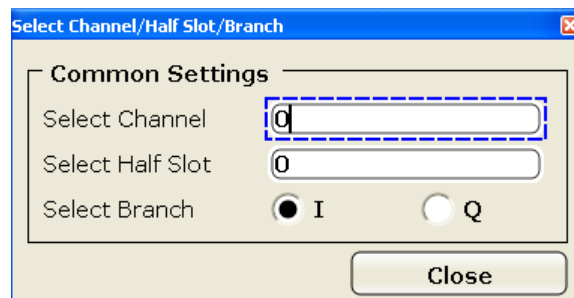 Select Channel/Half Slot/Branch
Common Settings
Select Channel 0
Select Half Slot 0
Select Branch I Q
Close